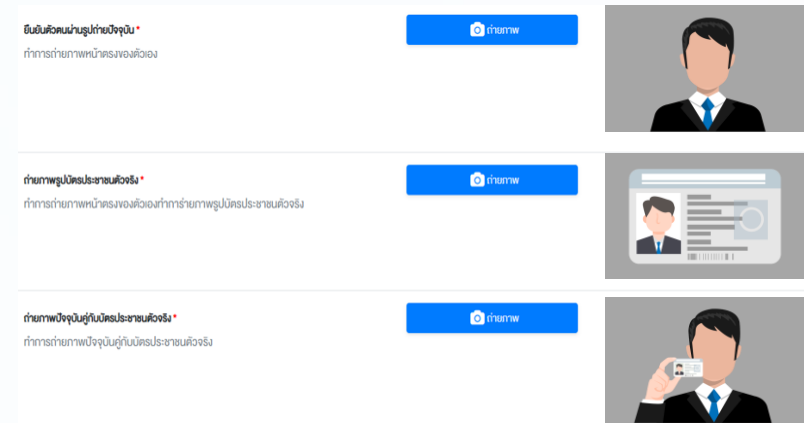 ยืนยันตัวตนผ่านรูปถ่ายปัจจุบัน *
ถ่ายภาพ
ทำการถ่ายภาพหน้าตรงของตัวเอง
ถ่ายภาพรูปบัตรประชาชนตัวจริง *
ถ่ายภาพ
ทำการถ่ายภาพหน้าตรงของตัวเองทำการ่ายภาพรูปบัตรประชาชนตัวจริง
ถ่ายภาพปัจจุบันคู่กับบัตรประชาชนตัวจริง *
ถ่ายภาพ
ทำการถ่ายภาพปัจจุบันคู่กับบัตรประชาชนตัวจริง